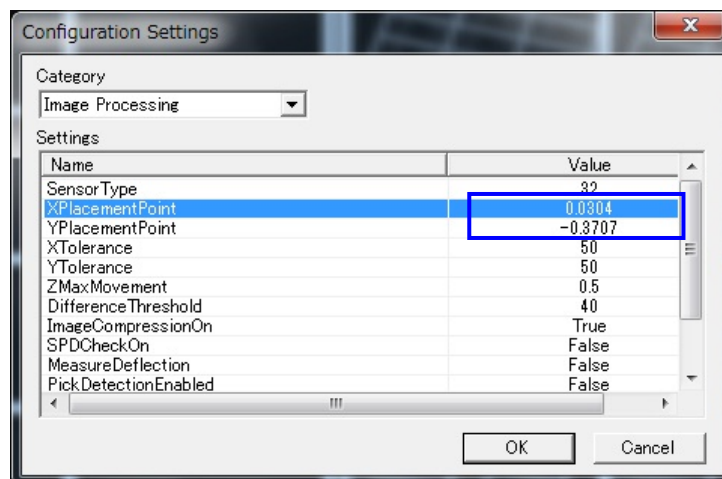 Configuration Settings
Category
Image Processing
Settings
Name Value
SensorType 32
XPlacementPoint 0.0304
YPlacementPoint -0.3707
XTolerance 50
YTolerance 50
ZMaxMovement 0.5
DifferenceThreshold 40
ImageCompressionOn True
SPDCheckOn False
MeasureDeflection False
PickDetectionEnabled False
OK Cancel